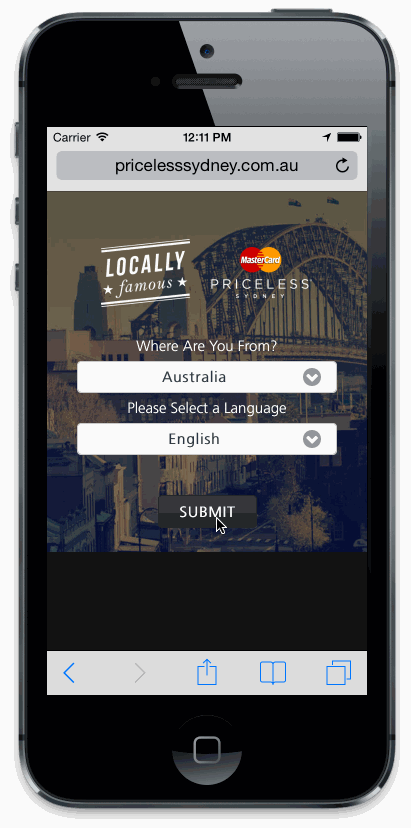 Carrier 12:11 PM
pricelesssydney.com.au
LOCALLY
famous
MasterCard
PRICELESS
SYDNEY
Where Are You From?
Australia
Please Select a Language
English
SUBMIT